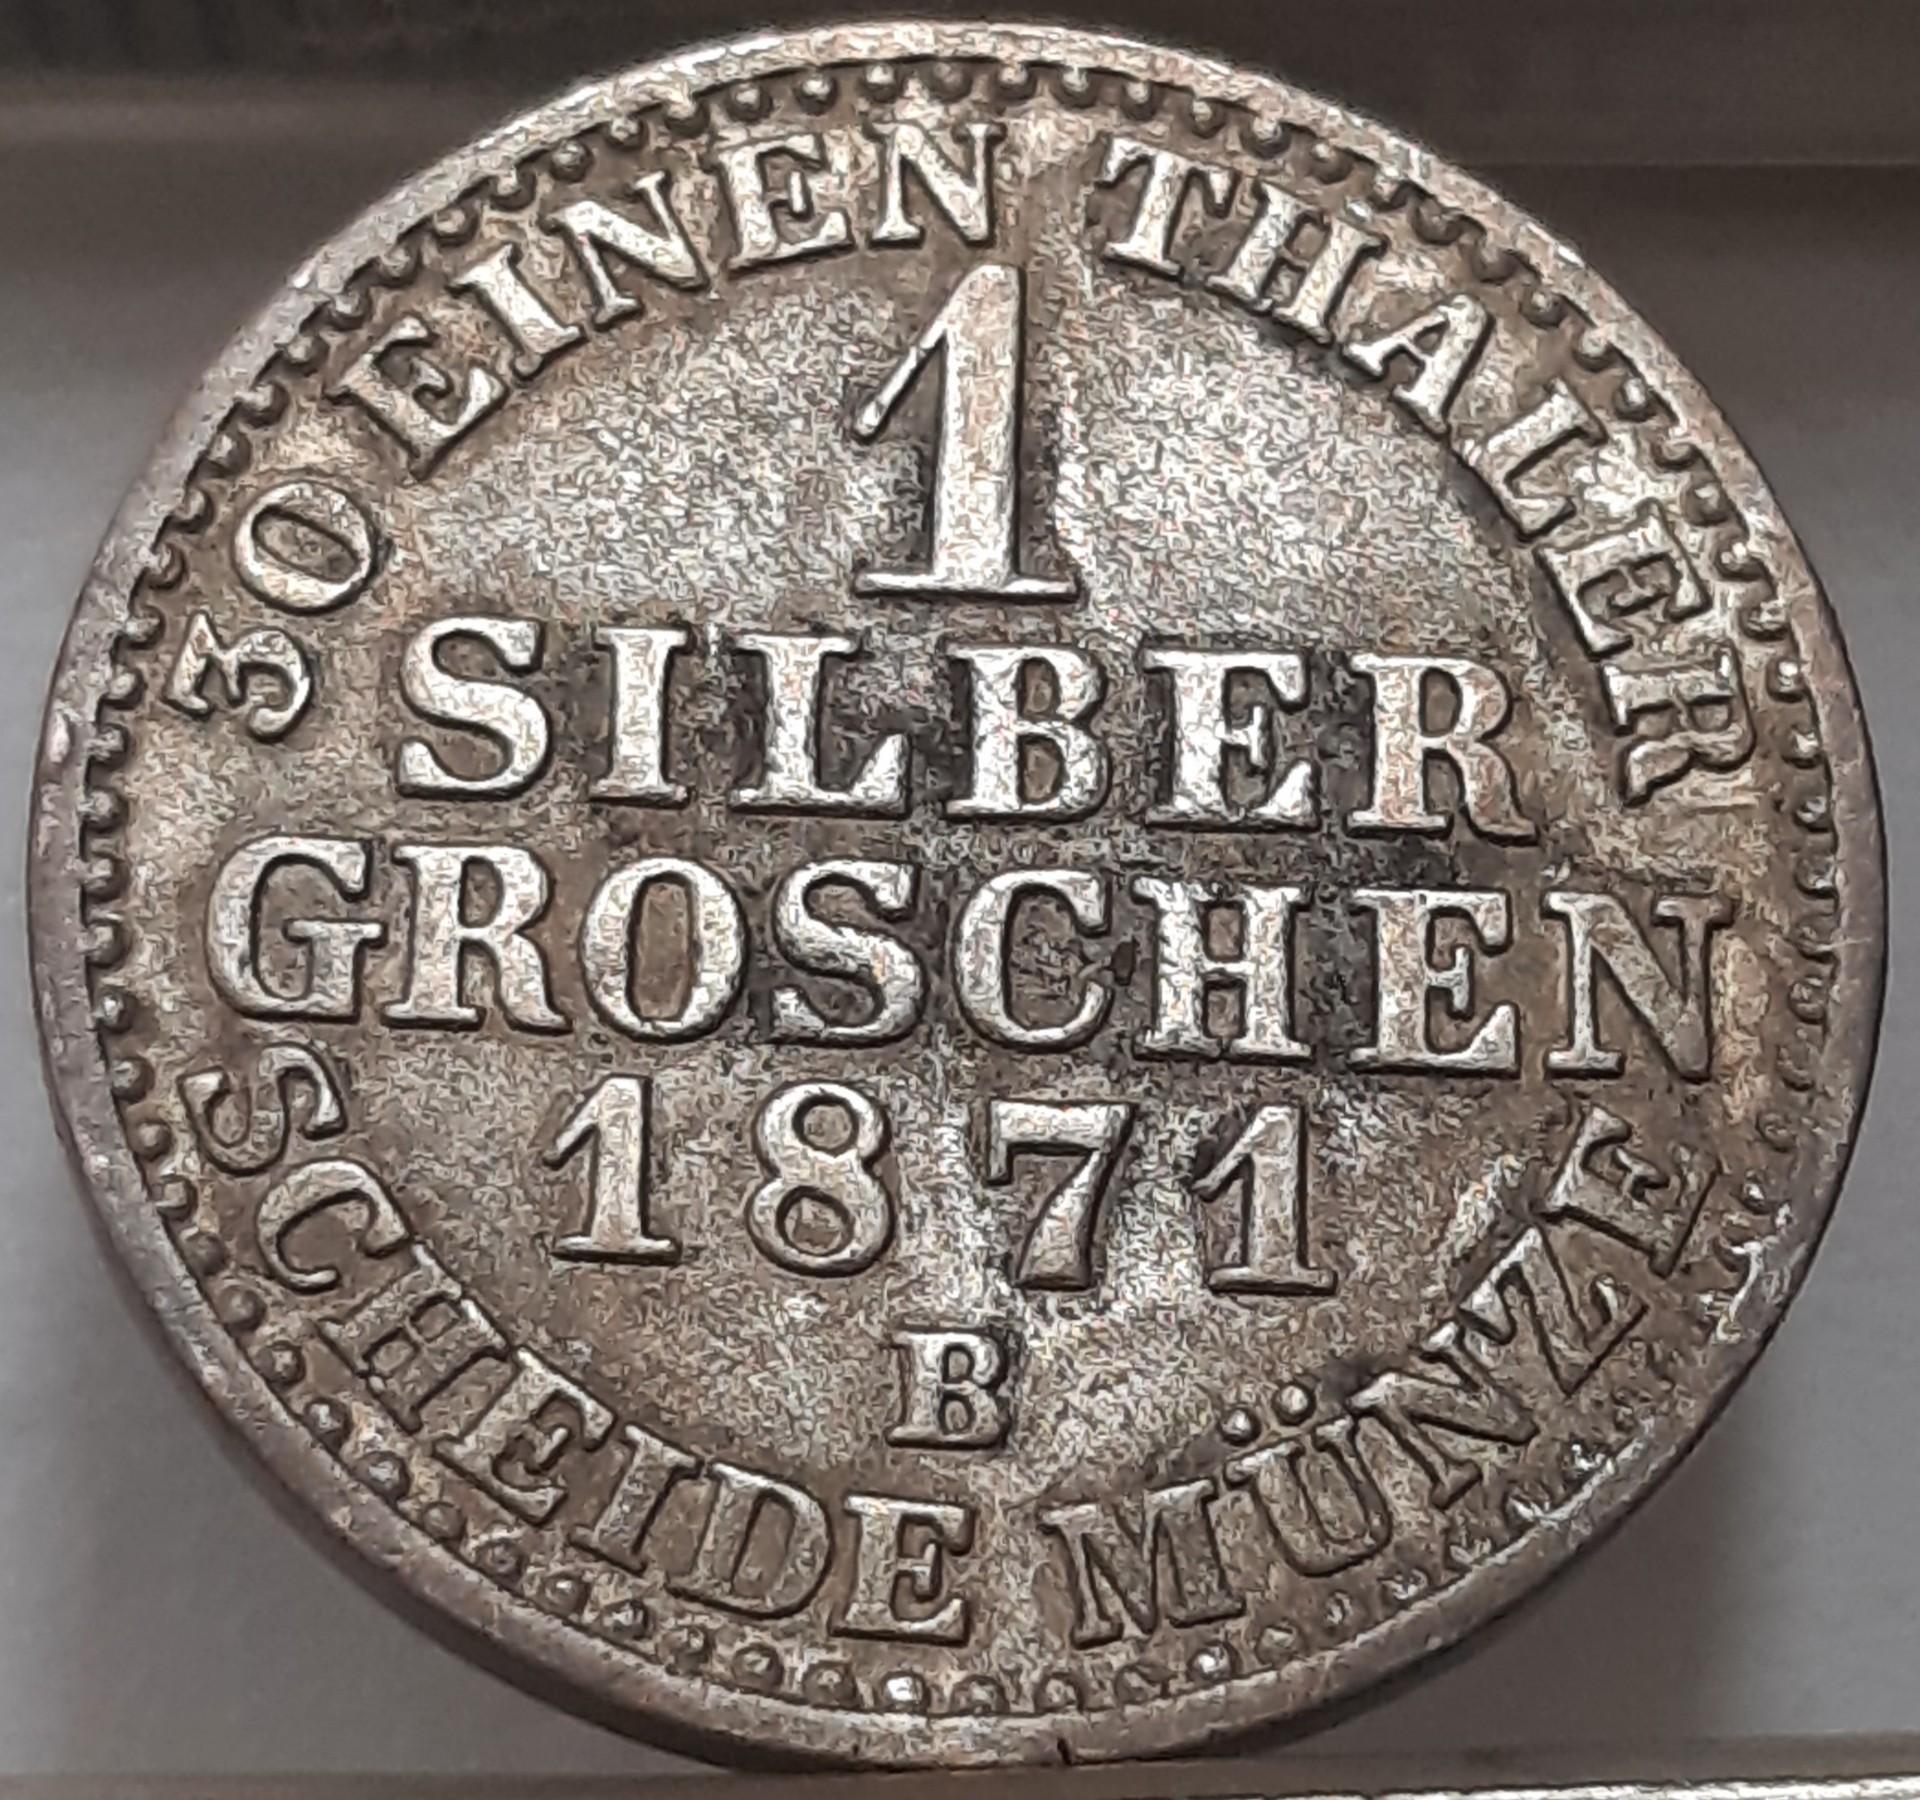 30 EINEN THALER
1
SILBER
GROSCHEN
1871
B
SCHEIDE MÜNZE